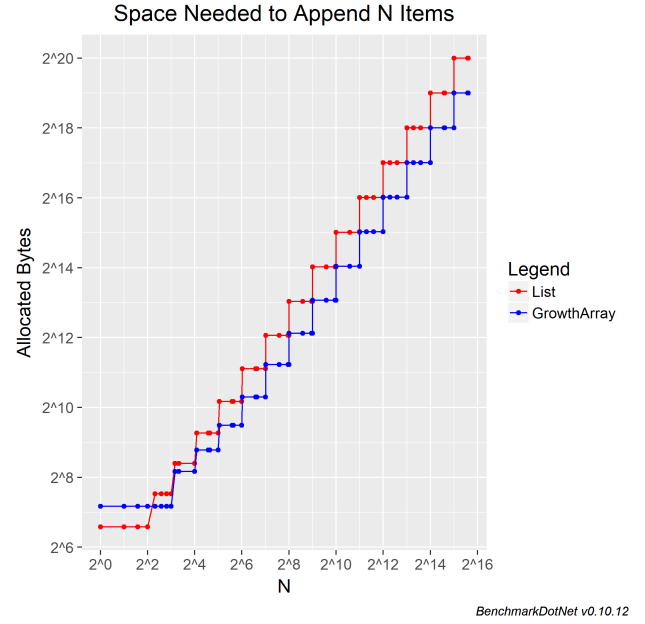 Space Needed to Append N Items
Allocated Bytes
2^20
2^18
2^16
2^14
2^12
2^10
2^8
2^6
2^0 2^2 2^4 2^6 2^8 2^10 2^12 2^14 2^16
N
Legend
List
GrowthArray
BenchmarkDotNet v0.10.12